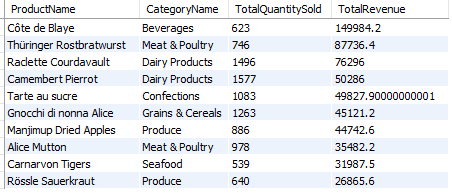 ProductName CategoryName TotalQuantitySold TotalRevenue
Côte de Blaye Beverages 623 149984.2
Thüringer Rostbratwurst Meat & Poultry 746 87736.4
Raclette Courdavault Dairy Products 1496 76296
Camembert Pierrot Dairy Products 1577 50286
Tarte au sucre Confections 1083 49827.90000000001
Gnocchi di nonna Alice Grains & Cereals 1263 45121.2
Manjimup Dried Apples Produce 886 44742.6
Alice Mutton Meat & Poultry 978 35482.2
Carnarvon Tigers Seafood 539 31987.5
Rössle Sauerkraut Produce 640 26865.6